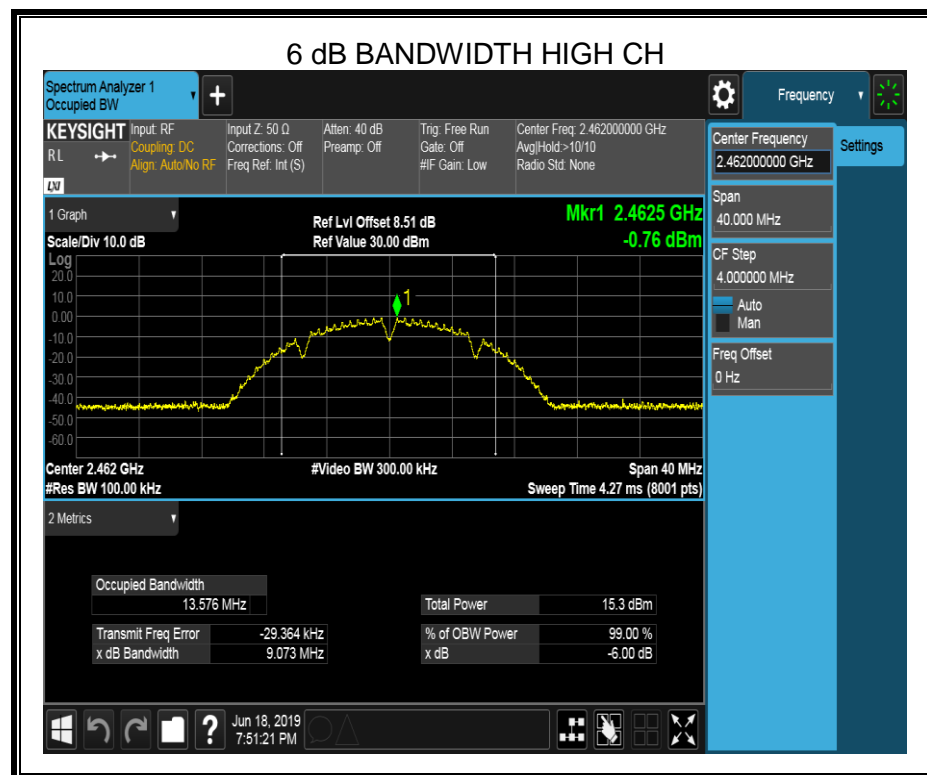 6 dB BANDWIDTH HIGH CH
Spectrum Analyzer 1
Occupied BW
+
Frequency
KEYSIGHT
RL
LXI
Input: RF
Coupling: DC
Align: Auto/No RF
Input Z: 50 Ω
Corrections: Off
Freq Ref: Int (S)
Atten: 40 dB
Preamp: Off
Trig: Free Run
Gate: Off
#IF Gain: Low
Center Freq: 2.462000000 GHz
Avg|Hold:>10/10
Radio Std: None
Center Frequency
2.462000000 GHz
Settings
Span
40.000 MHz
CF Step
4.000000 MHz
Auto
Man
Freq Offset
0 Hz
1 Graph
Scale/Div 10.0 dB
Ref Lvl Offset 8.51 dB
Ref Value 30.00 dBm
Mkr1 2.4625 GHz
-0.76 dBm
Log
20.0
10.0
0.00
-10.0
-20.0
-30.0
-40.0
-50.0
-60.0
1
Center 2.462 GHz
#Video BW 300.00 kHz
Span 40 MHz
#Res BW 100.00 kHz
Sweep Time 4.27 ms (8001 pts)
2 Metrics
Occupied Bandwidth
13.576 MHz
Total Power 15.3 dBm
Transmit Freq Error -29.364 kHz
% of OBW Power 99.00 %
x dB Bandwidth 9.073 MHz
x dB -6.00 dB
?
Jun 18, 2019
7:51:21 PM